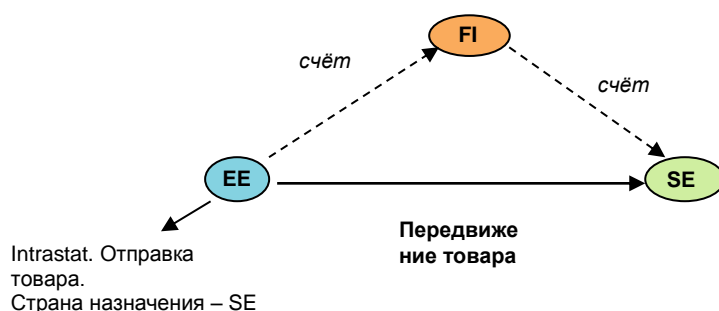 FI
счёт
счёт
EE
SE
Передвиже
ние товара
Intrastat. Отправка
товара.
Страна назначения – SE